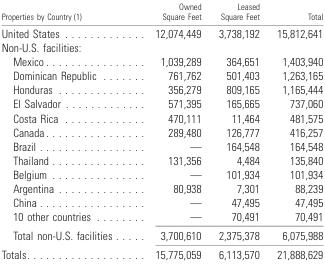 Owned Leased
Properties by Country (1) Square Feet Square Feet Total
United States . . . . . . . . . . . . . 12,074,449 3,738,192 15,812,641
Non-U.S. facilities:
Mexico . . . . . . . . . . . . . . . . 1,039,289 364,651 1,403,940
Dominican Republic . . . . . . . 761,762 501,403 1,263,165
Honduras . . . . . . . . . . . . . . 356,279 809,165 1,165,444
El Salvador . . . . . . . . . . . . . 571,395 165,665 737,060
Costa Rica . . . . . . . . . . . . . 470,111 11,464 481,575
Canada . . . . . . . . . . . . . . . . 289,480 126,777 416,257
Brazil . . . . . . . . . . . . . . . . . — 164,548 164,548
Thailand . . . . . . . . . . . . . . . 131,356 4,484 135,840
Belgium . . . . . . . . . . . . . . . — 101,934 101,934
Argentina . . . . . . . . . . . . . . 80,938 7,301 88,239
China . . . . . . . . . . . . . . . . . — 47,495 47,495
10 other countries . . . . . . . . — 70,491 70,491
Total non-U.S. facilities . . . . . 3,700,610 2,375,378 6,075,988
Totals . . . . . . . . . . . . . . . . . . . 15,775,059 6,113,570 21,888,629